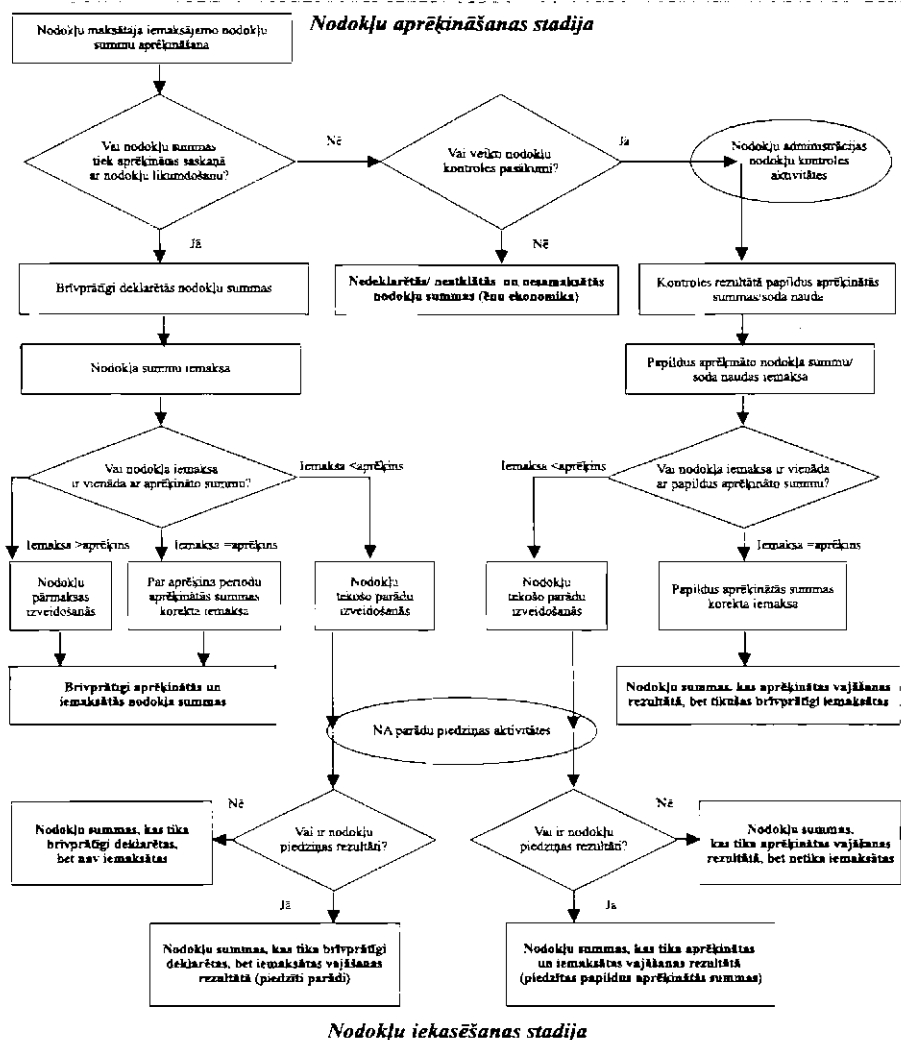 Nodokļu aprēķināšanas stadija
Nodokļu maksātāja iemaksājamo nodokļu
summu aprēķināšana
Vai nodokļu summas
tiek aprēķinātas saskaņā
ar nodokļu likumdošanu?
Nē
Vai veikti nodokļu
kontroles pasākumi?
Jā
Nodokļu administrācijas
nodokļu kontroles
aktivitātes
Jā
Nē
Brīvprātīgi deklarētās nodokļu summas
Nedeklarētās/ neatklātās un nesamaksātās
nodokļu summas (ēnu ekonomika)
Kontroles rezultātā papildus aprēķinātās
summas/soda nauda
Nodokļa summu iemaksa
Papildus aprēķināto nodokļa summu/
soda naudas iemaksa
Vai nodokļa iemaksa
ir vienāda ar aprēķināto summu?
Iemaksa <aprēķins
Iemaksa <aprēķins
Vai nodokļa iemaksa ir vienāda
ar papildus aprēķināto summu?
Iemaksa >aprēķins
Iemaksa =aprēķins
Iemaksa =aprēķins
Nodokļu
pārmaksas
izveidošanās
Par aprēķina periodu
aprēķinātās summas
korekta iemaksa
Nodokļu
tekošo parādu
izveidošanās
Nodokļu
tekošo parādu
izveidošanās
Papildus aprēķinātās summas
korekta iemaksa
Brīvprātīgi aprēķinātās un
iemaksātās nodokļa summas
Nodokļu summas, kas aprēķinātas vajāšanas
rezultātā, bet tikušas brīvprātīgi iemaksātas
NA parādu piedziņas aktivitātes
Nē
Nē
Nodokļu summas, kas tika
brīvprātīgi deklarētas,
bet nav iemaksātas
Vai ir nodokļu
piedziņas rezultāti?
Vai ir nodokļu
piedziņas rezultāti?
Nodokļu summas,
kas tika aprēķinātas vajāšanas
rezultātā, bet netika iemaksātas
Jā
Jā
Nodokļu summas, kas tika brīvprātīgi
deklarētas, bet iemaksātas vajāšanas
rezultātā (piedzīti parādi)
Nodokļu summas, kas tika aprēķinātas
un iemaksātas vajāšanas rezultātā
(piedzītas papildus aprēķinātās summas)
Nodokļu iekasēšanas stadija